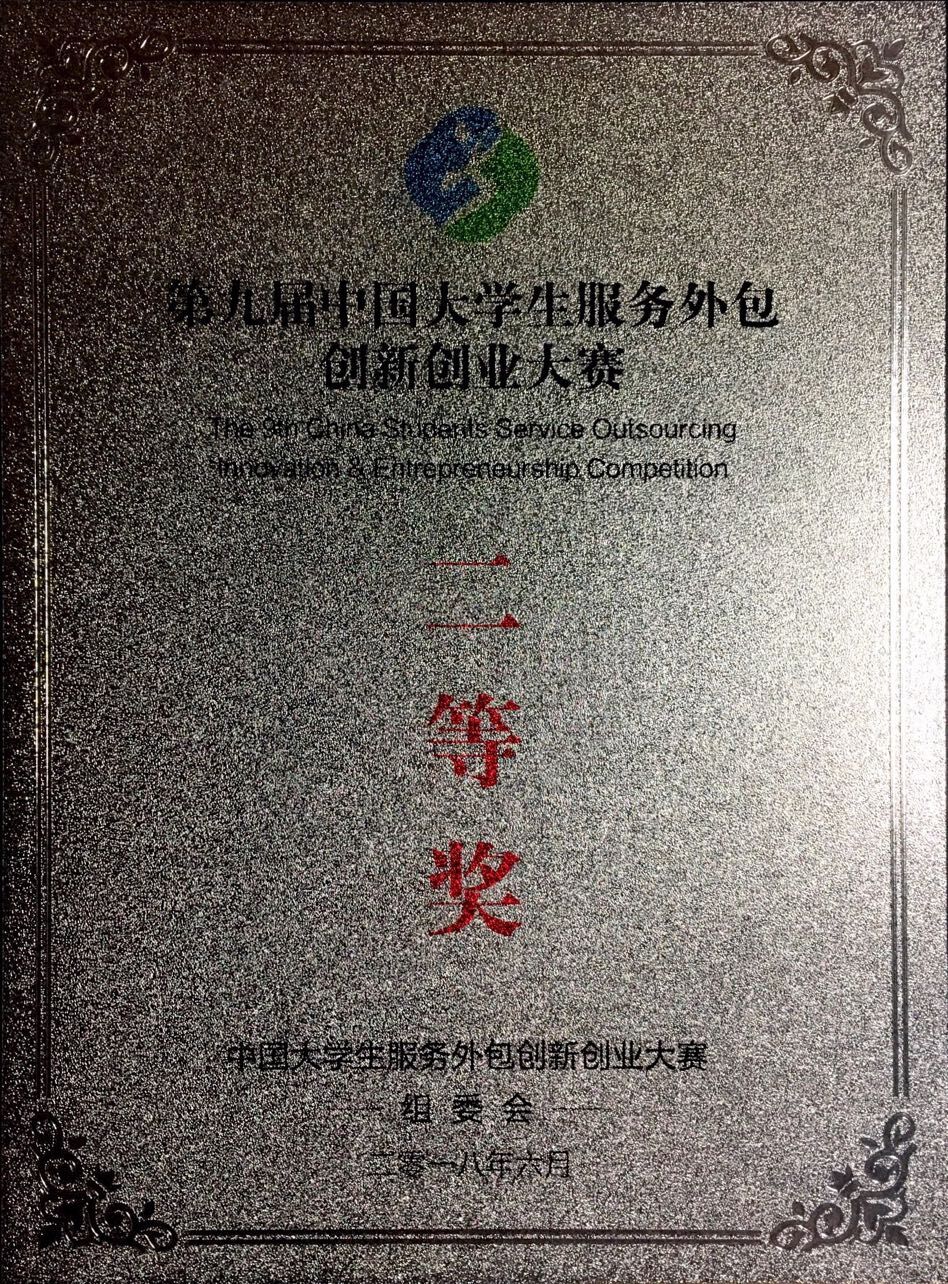 第九届中国大学生服务外包
创新创业大赛
The 9th China Students Service Outsourcing
Innovation & Entrepreneurship Competition
二
等
奖
中国大学生服务外包创新创业大赛
组委会
二零一八年六月